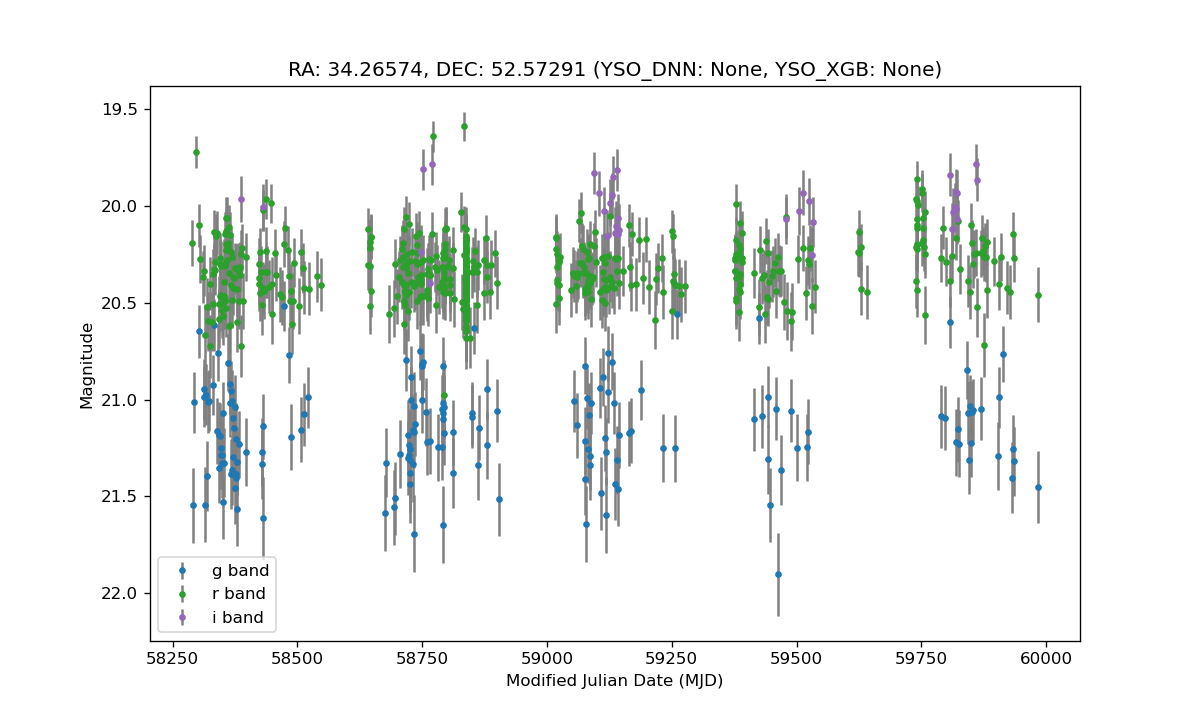 RA: 34.26574, DEC: 52.57291 (YSO_DNN: None, YSO_XGB: None)
19.5
20.0
20.5
21.0
21.5
22.0
Magnitude
g band
r band
i band
58250 58500 58750 59000 59250 59500 59750 60000
Modified Julian Date (MJD)